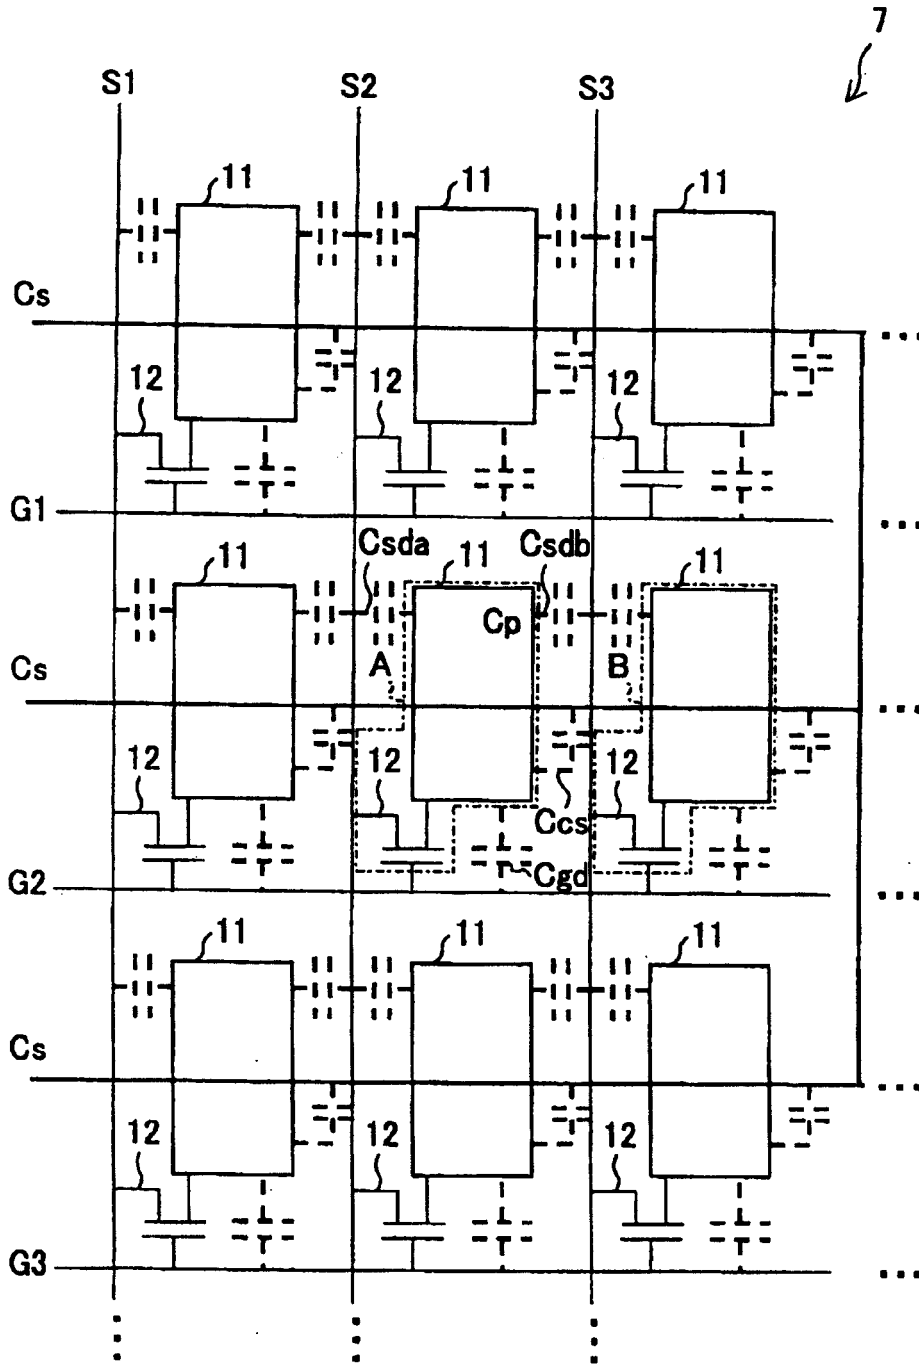 7
S1 S2 S3
11 11 11
Cs
12 12 12
G1 ...
Csda 11 Csdb 11
11
Cp
A B
Cs ...
12 12 12
Ccs
G2 Cgd ...
11 11 11
Cs ...
12 12 12
G3 ...